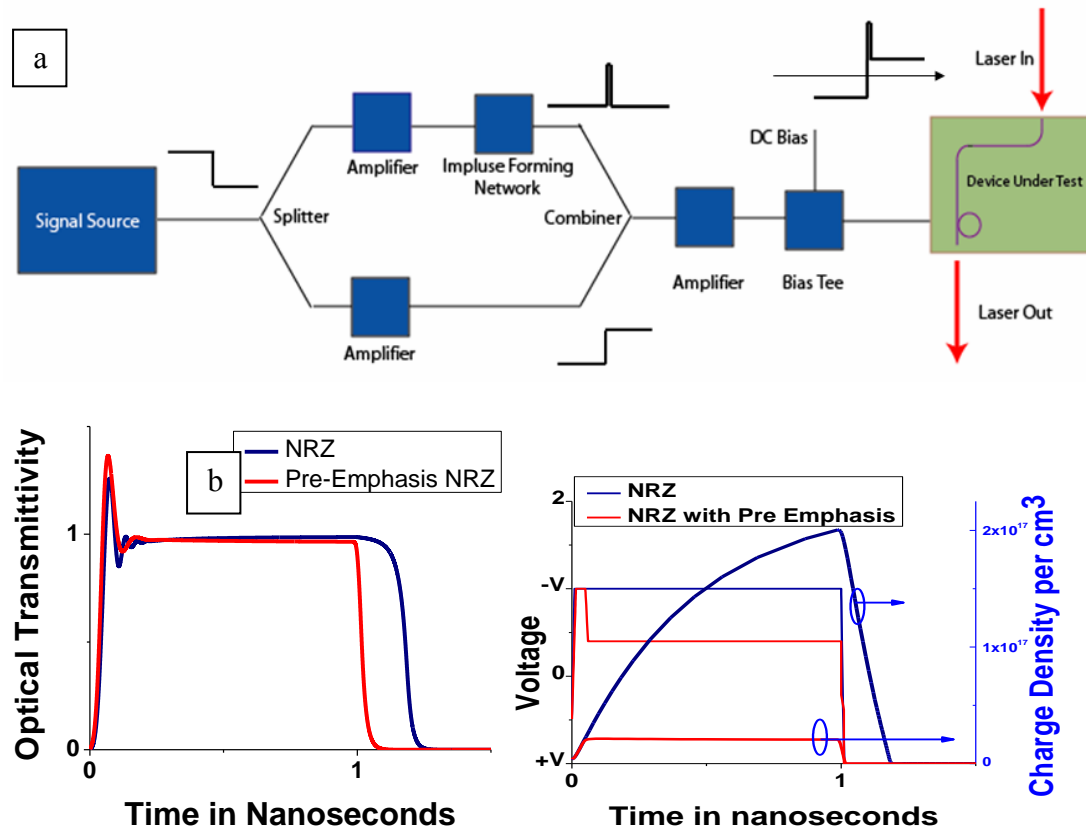 a
Laser In
DC Bias
Amplifier
Impluse Forming
Network
Device Under Test
Signal Source
Splitter
Combiner
Amplifier
Bias Tee
Laser Out
Amplifier
b
NRZ
Pre-Emphasis NRZ
Optical Transmittivity
1
0
0
1
Time in Nanoseconds
NRZ
NRZ with Pre Emphasis
Voltage
2
-V
0
+V
0
1
Time in nanoseconds
2x10¹⁷
1x10¹⁷
0
Charge Density per cm³